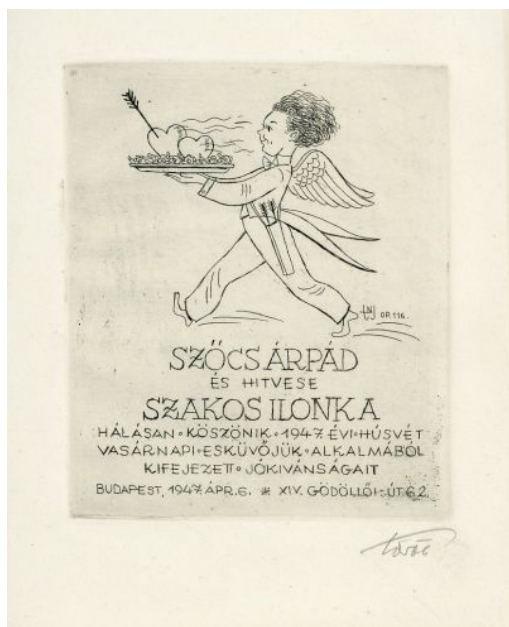 OP. 116.
SZŐCS ÁRPÁD
ÉS HITVESE
SZAKOS ILONKA
HÁLÁSAN•KÖSZÖNIK•1947 ÉVI•HÚSVÉT
VASÁRNAPI•ESKÜVŐJÜK•ALKALMÁBÓL
KIFEJEZETT•JÓKIVÁNSÁGAIT
BUDAPEST, 1947.ÁPR.6. * XIV. GÖDÖLLŐI-ÚT 62.